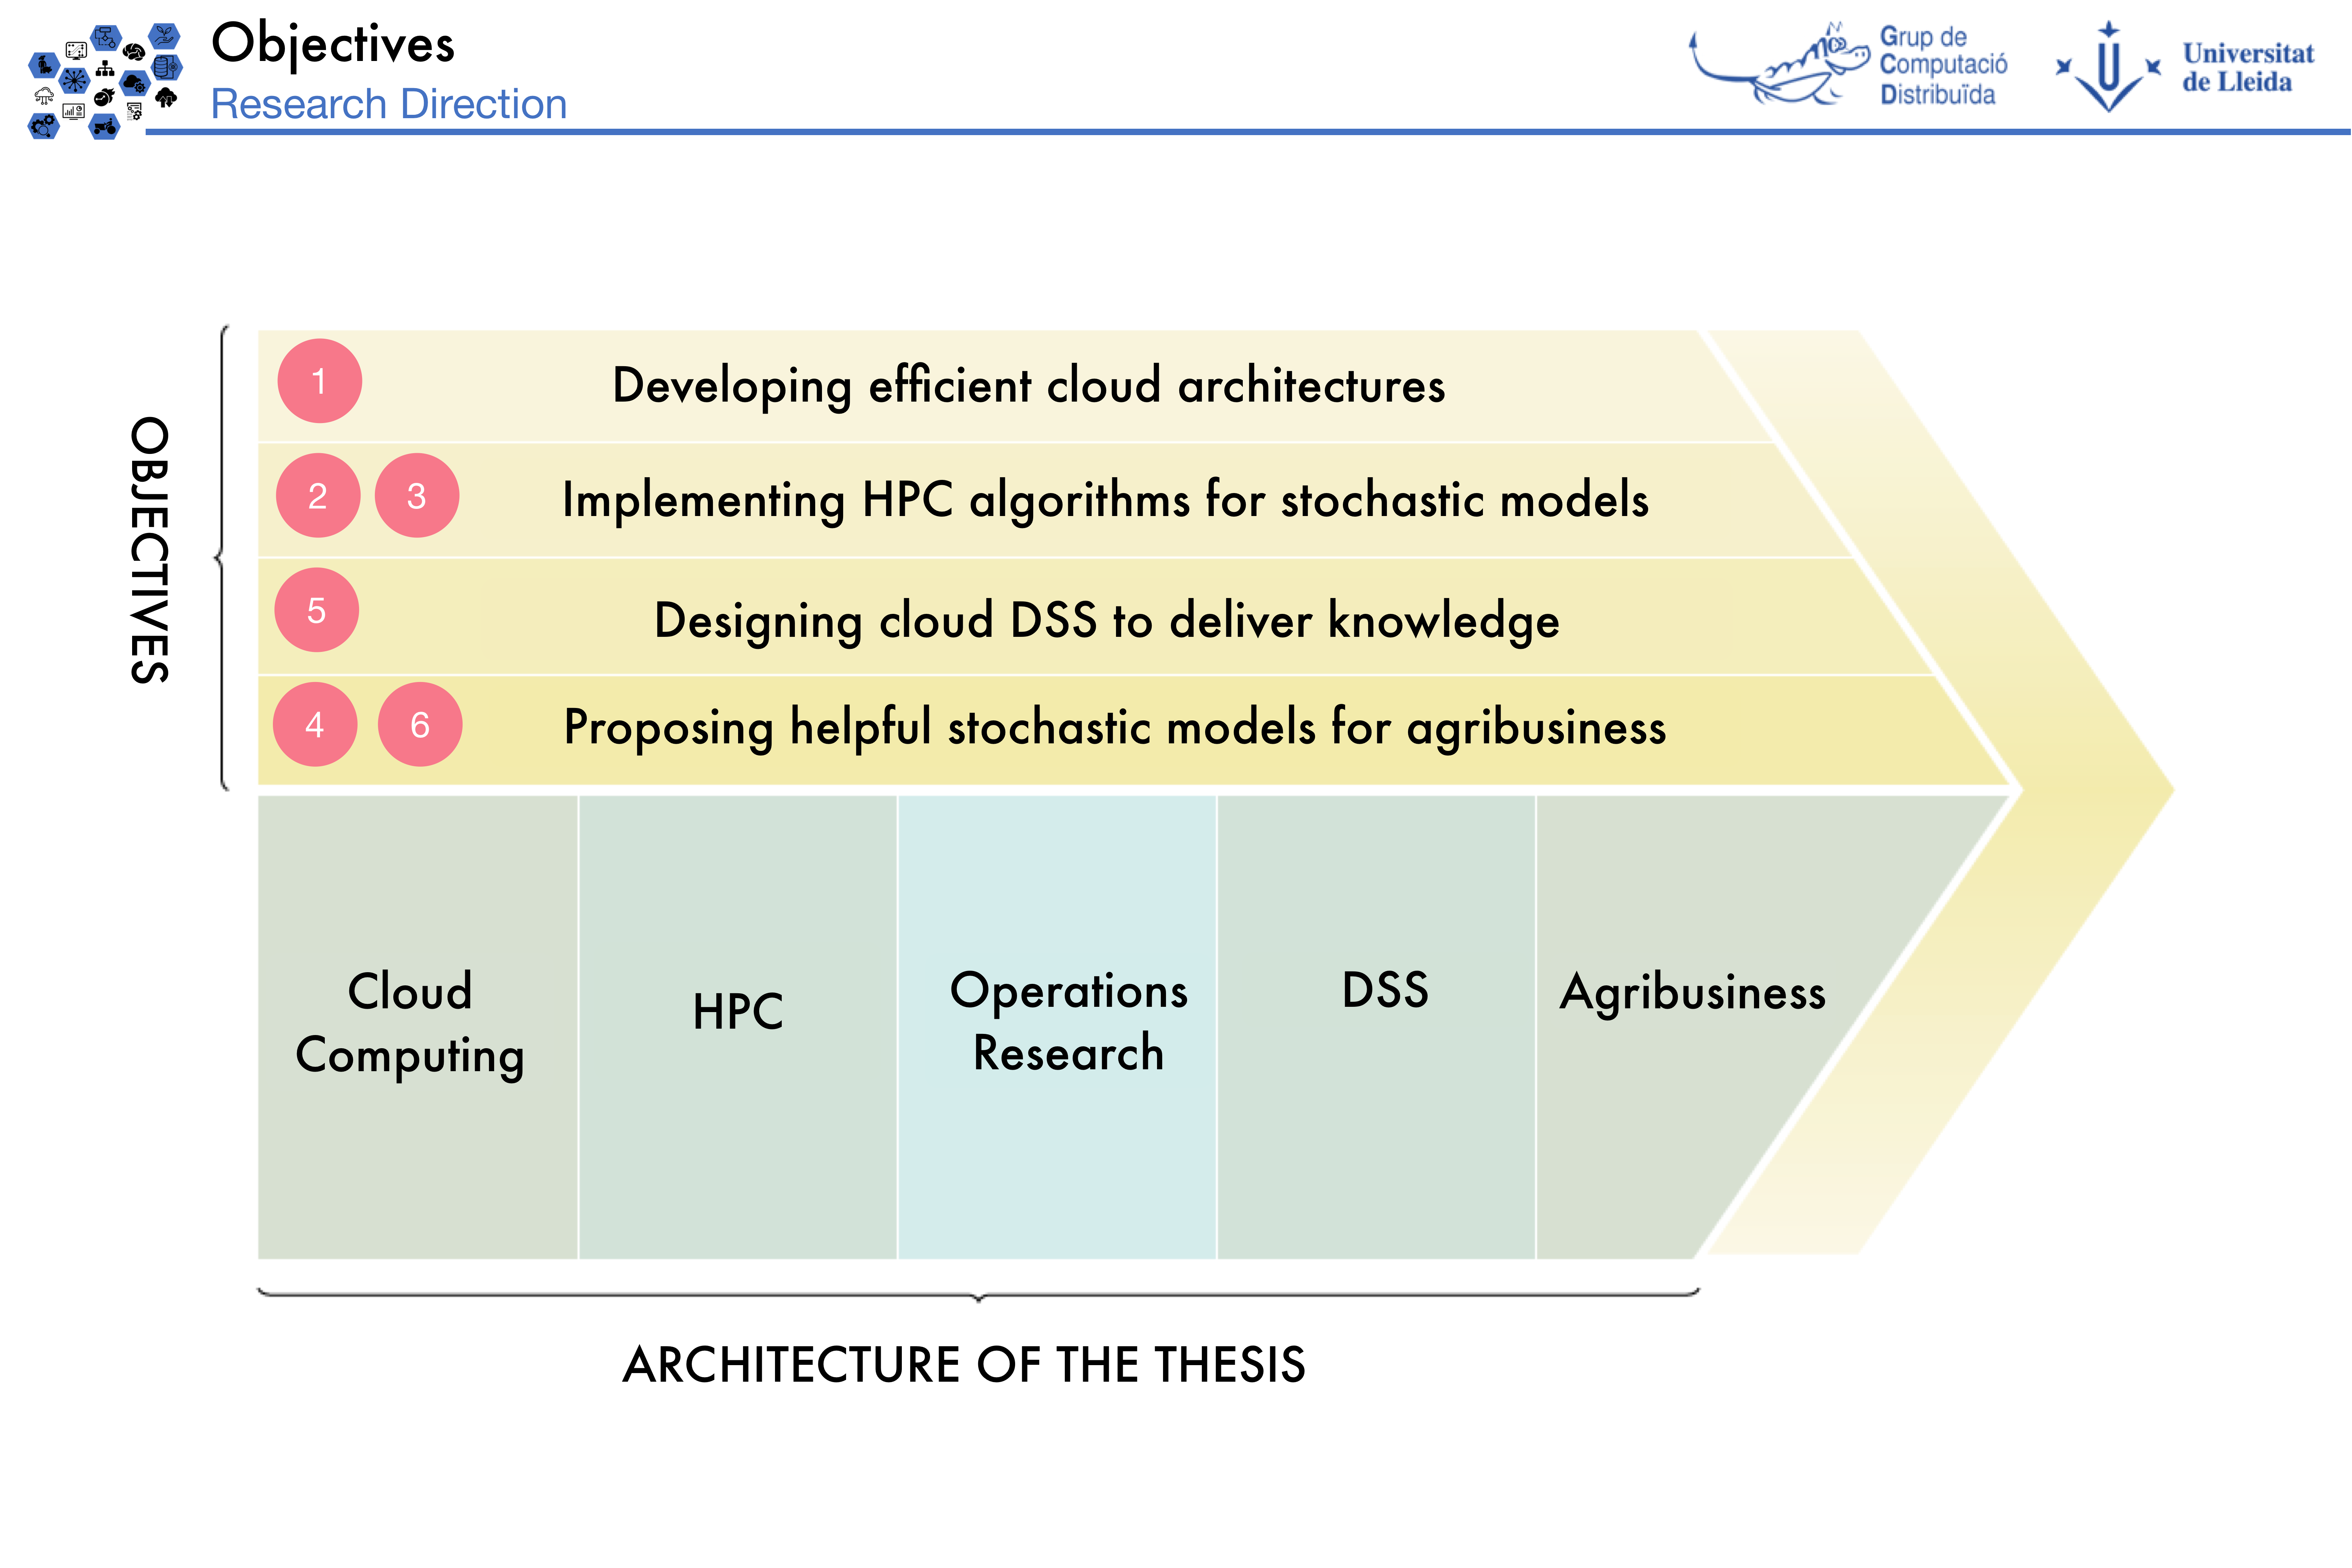 Objectives
Research Direction
Grup de
Computació
Distribuïda
Universitat
de Lleida
OBJECTIVES
1
Developing efficient cloud architectures
2 3
Implementing HPC algorithms for stochastic models
5
Designing cloud DSS to deliver knowledge
4 6
Proposing helpful stochastic models for agribusiness
Cloud
Computing
HPC
Operations
Research
DSS
Agribusiness
ARCHITECTURE OF THE THESIS